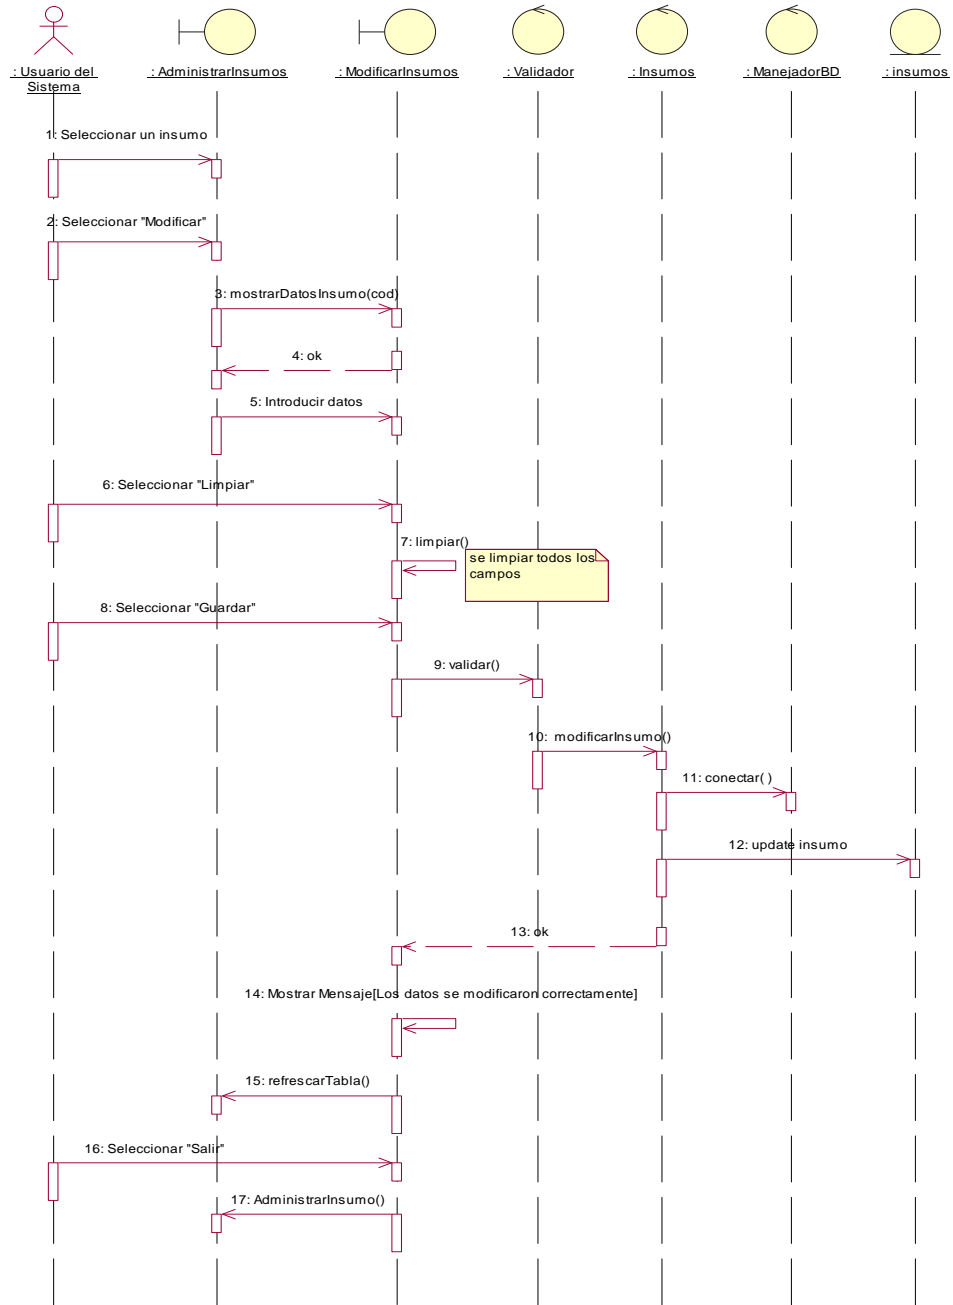 : Usuario del
Sistema
: AdministrarInsumos
: ModificarInsumos
: Validador
: Insumos
: ManejadorBD
: insumos
1: Seleccionar un insumo
2: Seleccionar "Modificar"
3: mostrarDatosInsumo(cod)
4: ok
5: Introducir datos
6: Seleccionar "Limpiar"
7: limpiar()
se limpiar todos los
campos
8: Seleccionar "Guardar"
9: validar()
10: modificarInsumo()
11: conectar( )
12: update insumo
13: ok
14: Mostrar Mensaje[Los datos se modificaron correctamente]
15: refrescarTabla()
16: Seleccionar "Salir"
17: AdministrarInsumo()